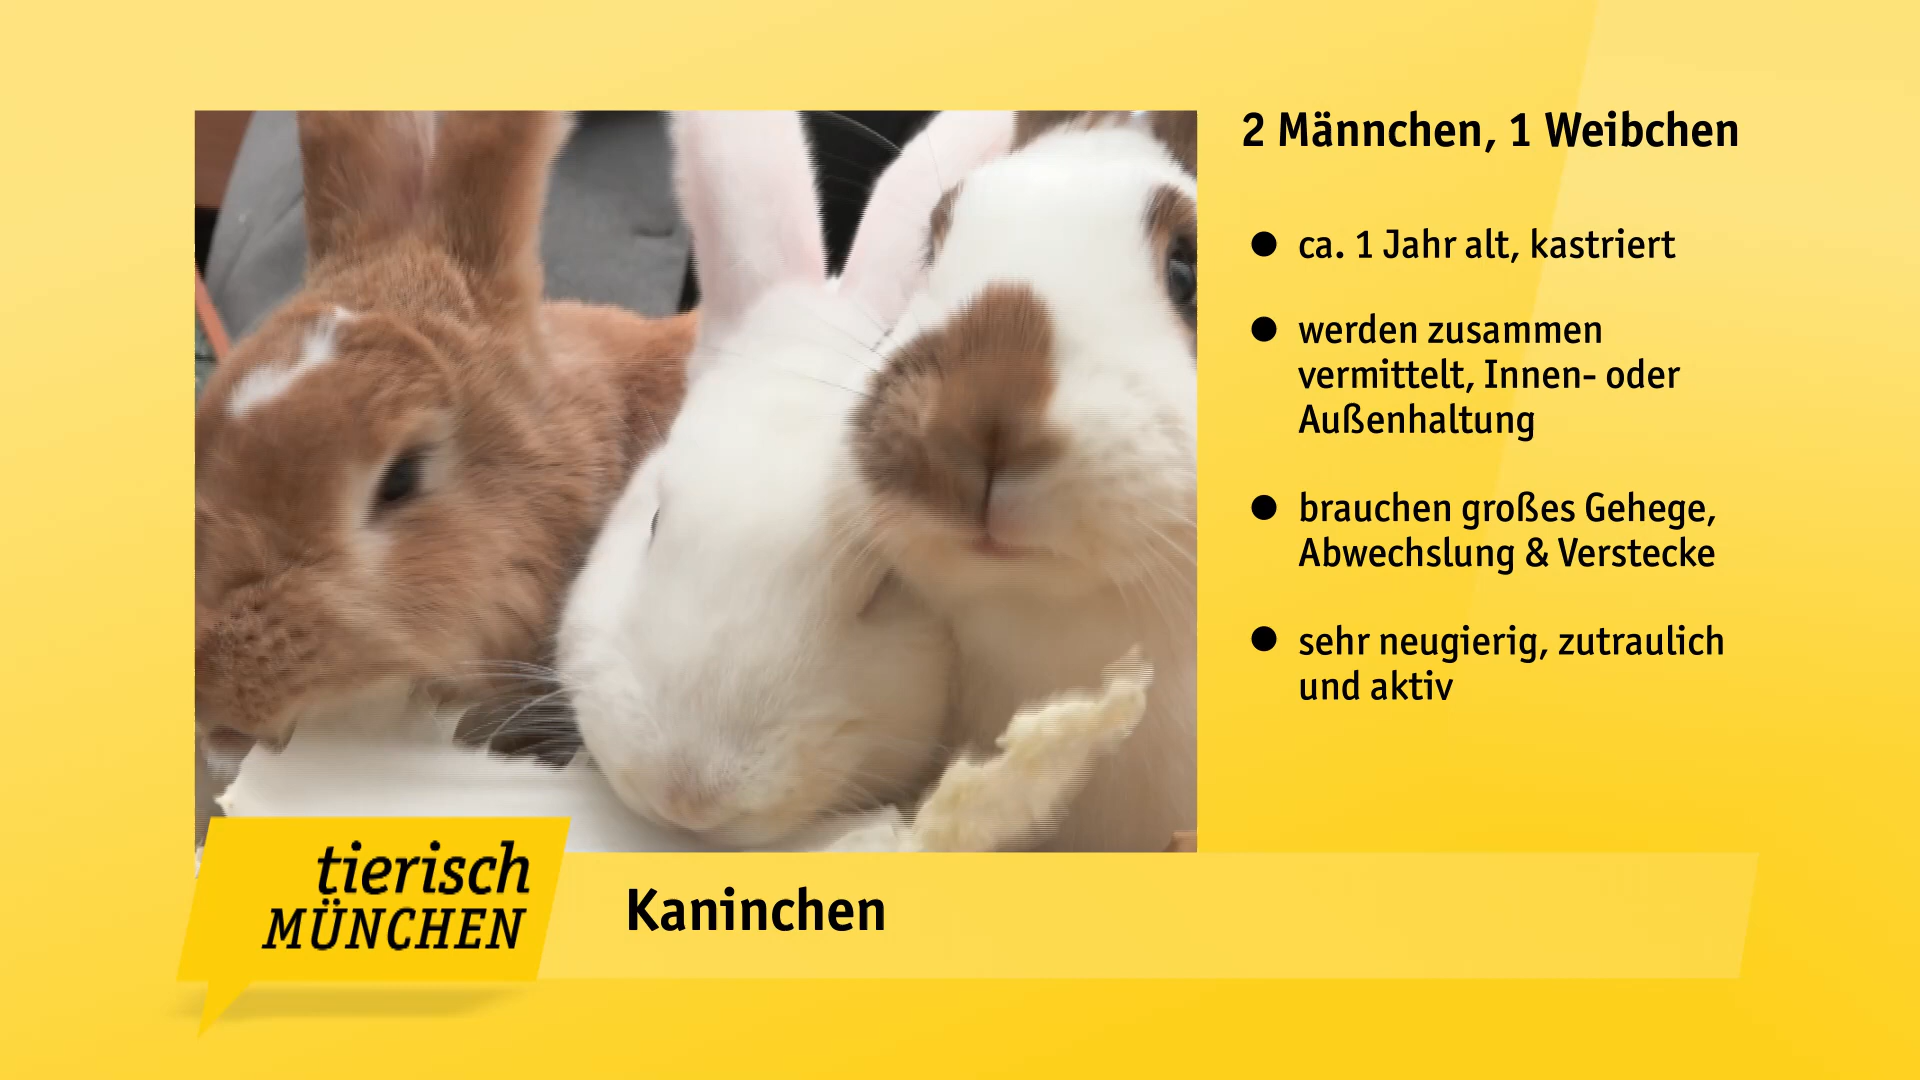 2 Männchen, 1 Weibchen
● ca. 1 Jahr alt, kastriert
● werden zusammen
vermittelt, Innen- oder
Außenhaltung
● brauchen großes Gehege,
Abwechslung & Verstecke
● sehr neugierig, zutraulich
und aktiv
tierisch
MÜNCHEN
Kaninchen